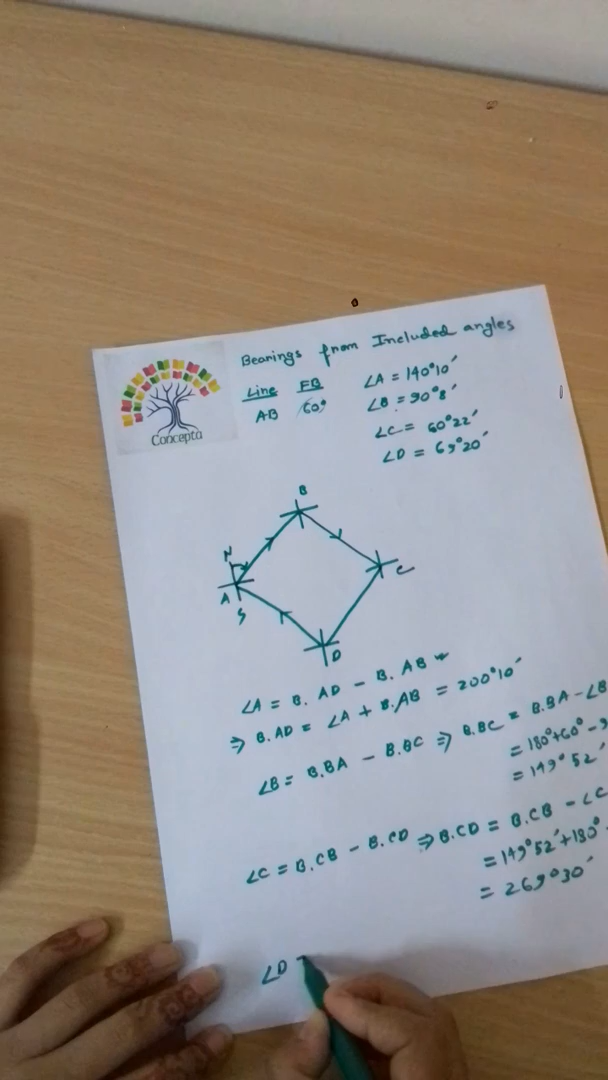 Bearings from Included angles
Line FB
AB 60°
∠A = 140°10′
∠B = 90°8′
∠C = 60°22′
∠D = 69°20′
Concepta
B
N
A
S
C
D
∠A = B. AD - B. AB
⇒ B.AD = ∠A + B.AB = 200°10′
∠B = B.BA - B.BC ⇒ B.BC = B.BA - ∠B
= 180°+60° - 9
= 149°52′
∠C = B.CB - B.CD ⇒ B.CD = B.CB - ∠C
= 149°52′ + 180°
= 269°30′
∠D